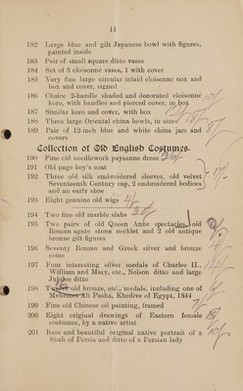 11
182 Large blue and gilt Japanese bowl with figures,
painted inside
183 Pair of small square ditto vases
184 Set of 3 cloisonne vases, 1 with cover
185 Very fine large circular inlaid cloisonne box and
box and cover, signed
186 Choice 2-handle shaped and decorated cloisonne
koro, with handles and pierced cover, in box
187 Similar koro and cover, with box
188 Three large Oriental china bowls, in sizes
189 Pair of 12-inch blue and white china jars and
covers
Collection of Old English Costumes.
190 Fine old needlework paysanne dress
191 Old page boy's coat
192 Three old silk embroidered sleeves, old velvet
Seventeenth Century cap, 2 embroidered bodices
and an early shoe
193 Eight genuine old wigs
194 Two fine old marble slabs
195 Two pairs of old Queen Anne spectacles, old
Roman agate stone necklet and 2 old antique
bronze gilt figures
196 Seventy Roman and Greek silver and bronze
coins
197 Four interesting silver medals of Charles II.,
William and Mary, etc., Nelson ditto and large
Jubilee ditto
198 Twelve old bronze, etc., medals, including one of
Mehemet Ali Pasha, Khedive of Egypt, 1844
199 Fine old Chinese oil painting, framed
200 Eight original drawings of Eastern female
costumes, by a native artist
201 Rare and beautiful original native portrait of a
Shah of Persia and ditto of a Persian lady